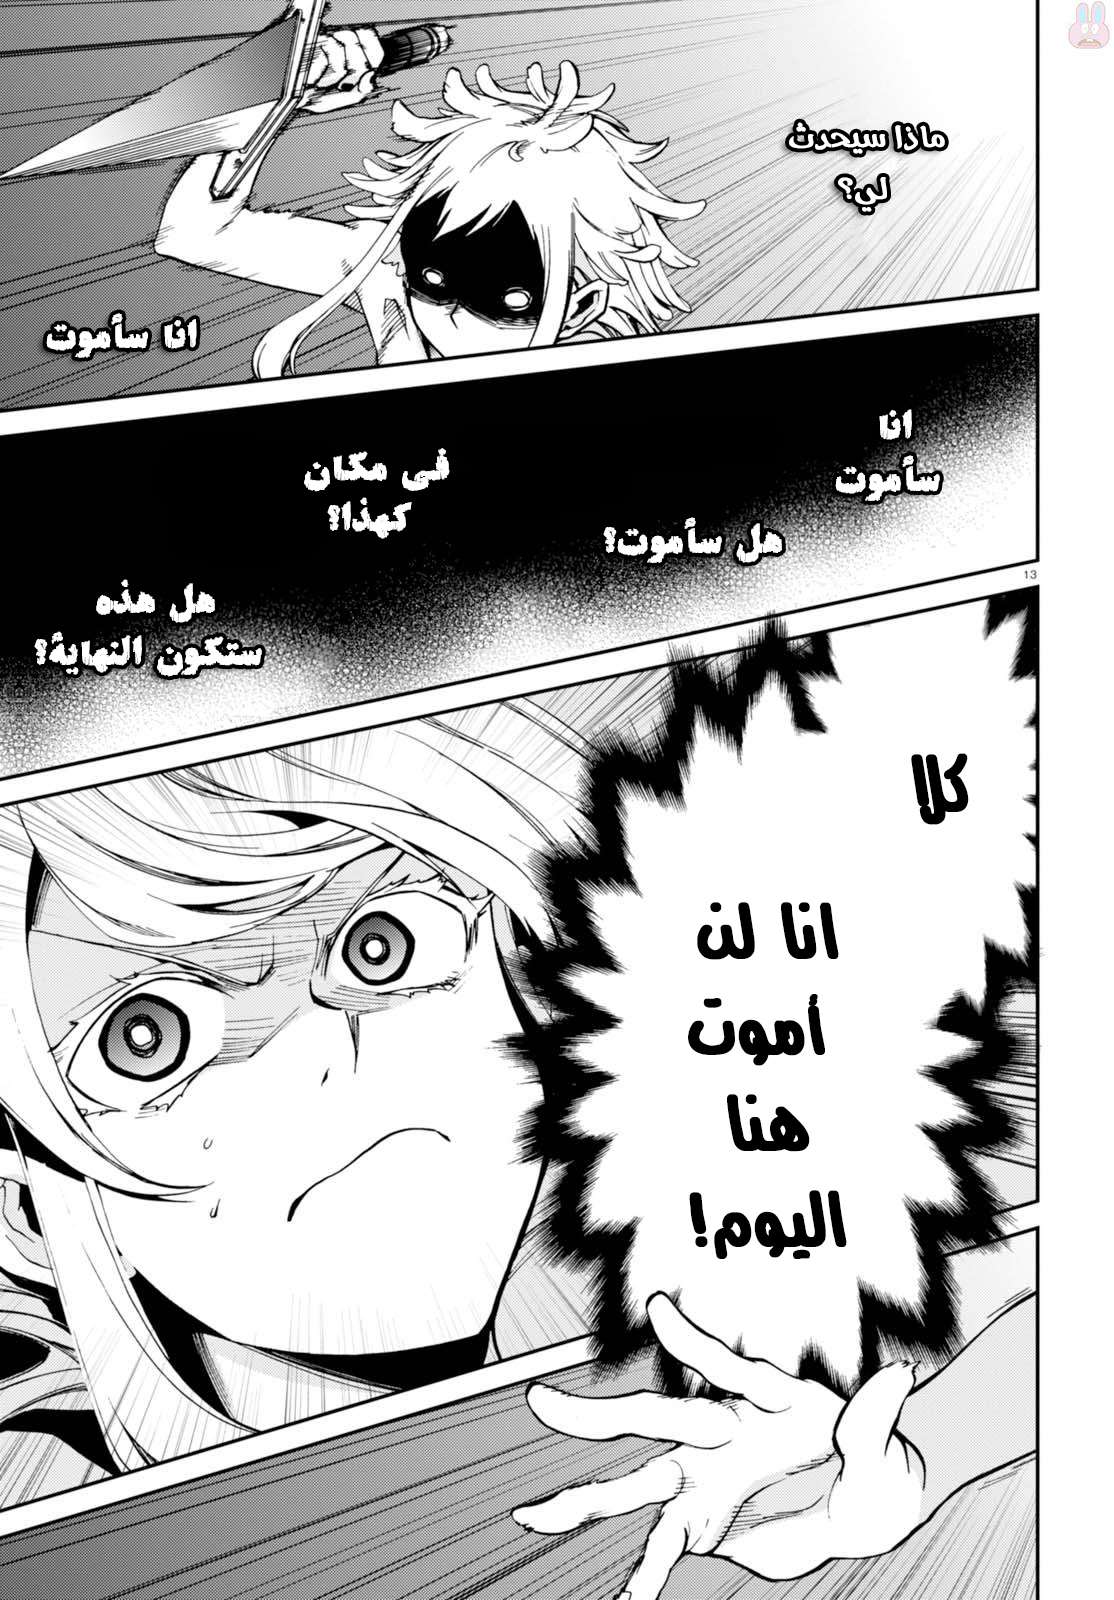 ماذا سيحدث
لي؟
انا سأموت
انا
سأموت
هل سأموت؟
في مكان
كهذا؟
هل هذه
ستكون النهاية؟
13
كلا
انا لن
أموت
هنا
اليوم!